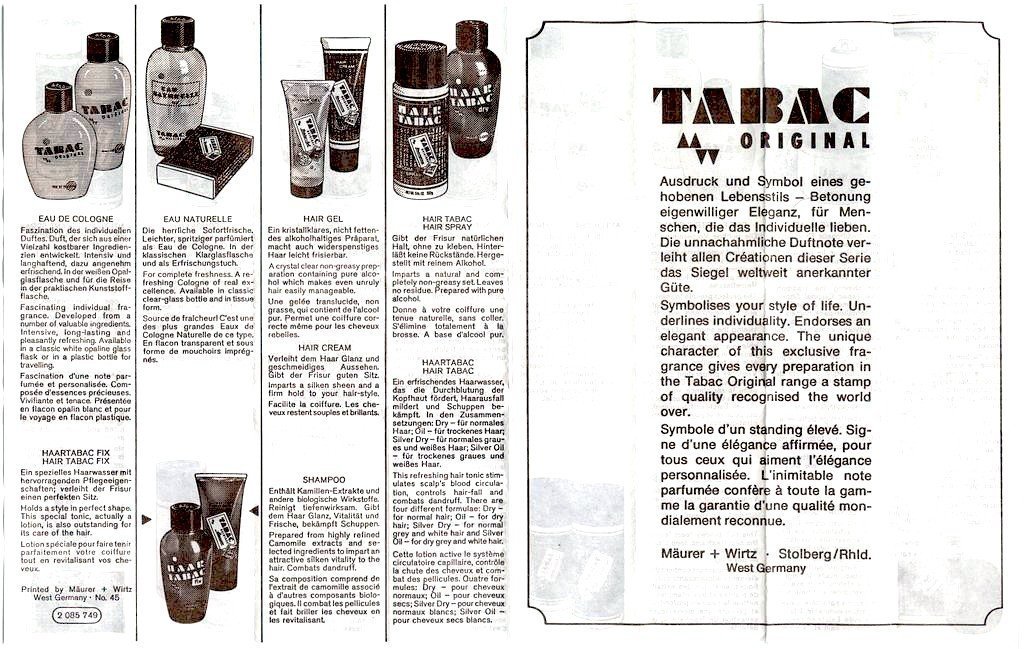 EAU DE COLOGNE
Faszination des individuellen
Duftes. Duft, der sich aus einer
Vielzahl kostbarer Ingredien-
zien entwickelt. Intensiv und
langhaftend, dazu angenehm
erfrischend. In der weißen Opal-
glasflasche und für die Reise
in der praktischen Kunststoff-
flasche.
Fascinating individual fra-
grance. Developed from a
number of valuable ingredients.
Intensive, long-lasting and
pleasantly refreshing. Available
in a classic white opaline glass
flask or in a plastic bottle for
travelling.
Fascination d'une note par-
fumée et personalisée. Com-
posée d'essences précieuses.
Vivifiante et tenace. Présentée
en flacon opalin blanc et pour
le voyage en flacon plastique.
HAARTABAC FIX
HAIR TABAC FIX
Ein spezielles Haarwasser mit
hervorragenden Pflegeeigen-
schaften; verleiht der Frisur
einen perfekten Sitz.
Holds a style in perfect shape.
This special tonic, actually a
lotion, is also outstanding for
its care of the hair.
Lotion spéciale pour faire tenir
parfaitement votre coiffure
tout en revitalisant vos che-
veux.
Printed by Mäurer + Wirtz
West Germany · No. 45
2 085 749
EAU NATURELLE
Die herrliche Sofortfrische.
Leichter, spritziger parfümiert
als Eau de Cologne. In der
klassischen Klarglasflasche
und als Erfrischungstuch.
For complete freshness. A re-
freshing Cologne of real ex-
cellence. Available in classic
clear-glass bottle and in tissue
form.
Source de fraîcheur! C'est une
des plus grandes Eaux de
Cologne Naturelle de ce type.
En flacon transparent et sous
forme de mouchoirs imprég-
nés.
HAIR GEL
Ein kristallklares, nicht fetten-
des alkoholhaltiges Präparat,
macht auch widerspenstiges
Haar leicht frisierbar.
A crystal clear non-greasy prep-
aration containing pure alco-
hol which makes even unruly
hair easily manageable.
Une gelée translucide, non
grasse, qui contient de l'alcool
pur. Permet une coiffure cor-
recte même pour les cheveux
rebelles.
HAIR CREAM
Verleiht dem Haar Glanz und
geschmeidiges Aussehen.
Gibt der Frisur guten Sitz.
Imparts a silken sheen and a
firm hold to your hair-style.
Facilite la coiffure. Les che-
veux restent souples et brillants.
SHAMPOO
Enthält Kamillen-Extrakte und
andere biologische Wirkstoffe.
Reinigt tiefenwirksam. Gibt
dem Haar Glanz, Vitalität und
Frische, bekämpft Schuppen.
Prepared from highly refined
Camomile extracts and se-
lected ingredients to impart an
attractive silken vitality to the
hair. Combats dandruff.
Sa composition comprend de
l'extrait de camomille associé
à d'autres composants biolo-
giques. Il combat les pellicules
et fait briller les cheveux en
les revitalisant.
HAIR TABAC
HAIR SPRAY
Gibt der Frisur natürlichen
Halt, ohne zu kleben. Hinter-
läßt keine Rückstände. Herge-
stellt mit reinem Alkohol.
Imparts a natural and com-
pletely non-greasy set. Leaves
no residue. Prepared with pure
alcohol.
Donne à votre coiffure une
tenue naturelle, sans coller.
S'élimine totalement à la
brosse. A base d'alcool pur.
HAARTABAC
HAIR TABAC
Ein erfrischendes Haarwasser,
das die Durchblutung der
Kopfhaut fördert, Haarausfall
mildert und Schuppen be-
kämpft. In den Zusammen-
setzungen: Dry – für normales
Haar; Oil – für trockenes Haar;
Silver Dry – für normales grau-
es und weißes Haar; Silver Oil
– für trockenes graues und
weißes Haar.
This refreshing hair tonic stim-
ulates scalp's blood circula-
tion, controls hair-fall and
combats dandruff. There are
four different formulae: Dry –
for normal hair; Oil – for dry
hair; Silver Dry – for normal
grey and white hair and Silver
Oil – for dry grey and white hair.
Cette lotion active le système
circulatoire capillaire, contrôle
la chute des cheveux et com-
bat des pellicules. Quatre for-
mules: Dry – pour cheveux
normaux; Oil – pour cheveux
secs; Silver Dry – pour cheveux
normaux blancs; Silver Oil –
pour cheveux secs blancs.
TABAC
ORIGINAL
Ausdruck und Symbol eines ge-
hobenen Lebensstils – Betonung
eigenwilliger Eleganz, für Men-
schen, die das Individuelle lieben.
Die unnachahmliche Duftnote ver-
leiht allen Créationen dieser Serie
das Siegel weltweit anerkannter
Güte.
Symbolises your style of life. Un-
derlines individuality. Endorses an
elegant appearance. The unique
character of this exclusive fra-
grance gives every preparation in
the Tabac Original range a stamp
of quality recognised the world
over.
Symbole d'un standing élevé. Sig-
ne d'une élégance affirmée, pour
tous ceux qui aiment l'élégance
personnalisée. L'inimitable note
parfumée confère à toute la gam-
me la garantie d'une qualité mon-
dialement reconnue.
Mäurer + Wirtz · Stolberg/Rhld.
West Germany